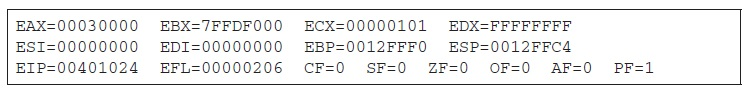 EAX=00030000 EBX=7FFDF000 ECX=00000101 EDX=FFFFFFFF
ESI=00000000 EDI=00000000 EBP=0012FFF0 ESP=0012FFC4
EIP=00401024 EFL=00000206 CF=0 SF=0 ZF=0 OF=0 AF=0 PF=1